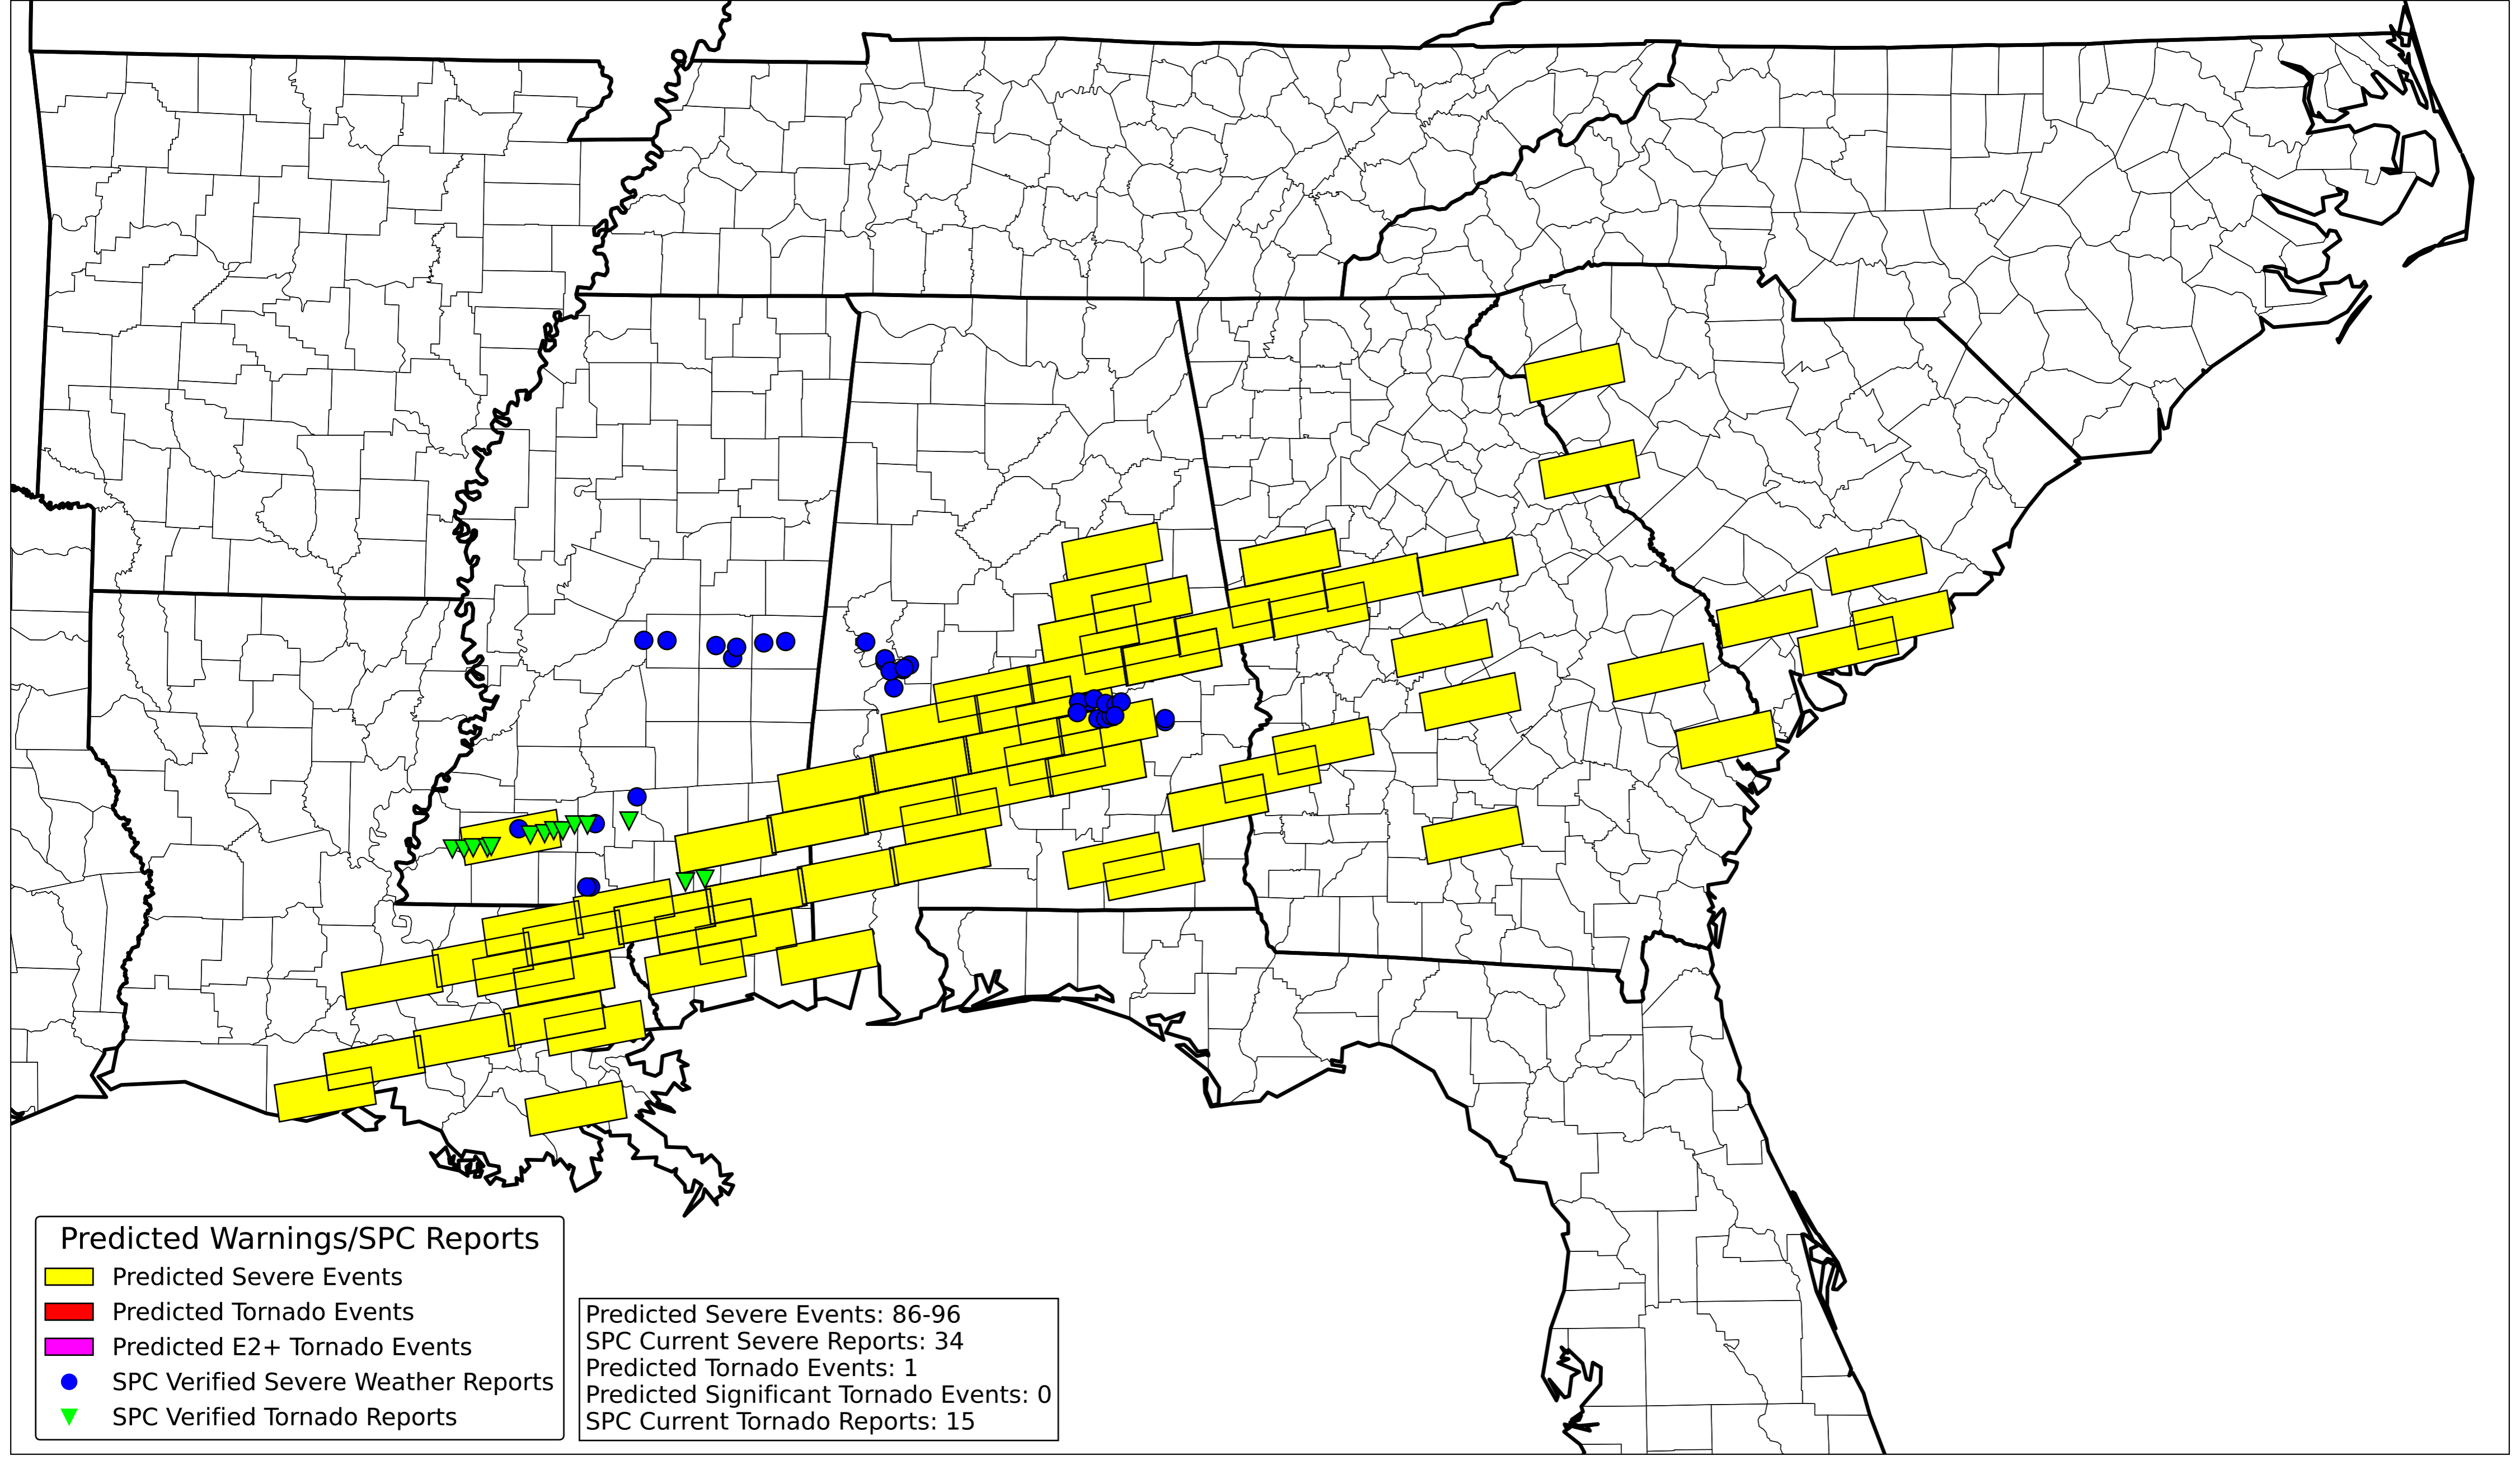 Predicted Warnings/SPC Reports
Predicted Severe Events
Predicted Tornado Events
Predicted E2+ Tornado Events
SPC Verified Severe Weather Reports
SPC Verified Tornado Reports
Predicted Severe Events: 86-96
SPC Current Severe Reports: 34
Predicted Tornado Events: 1
Predicted Significant Tornado Events: 0
SPC Current Tornado Reports: 15